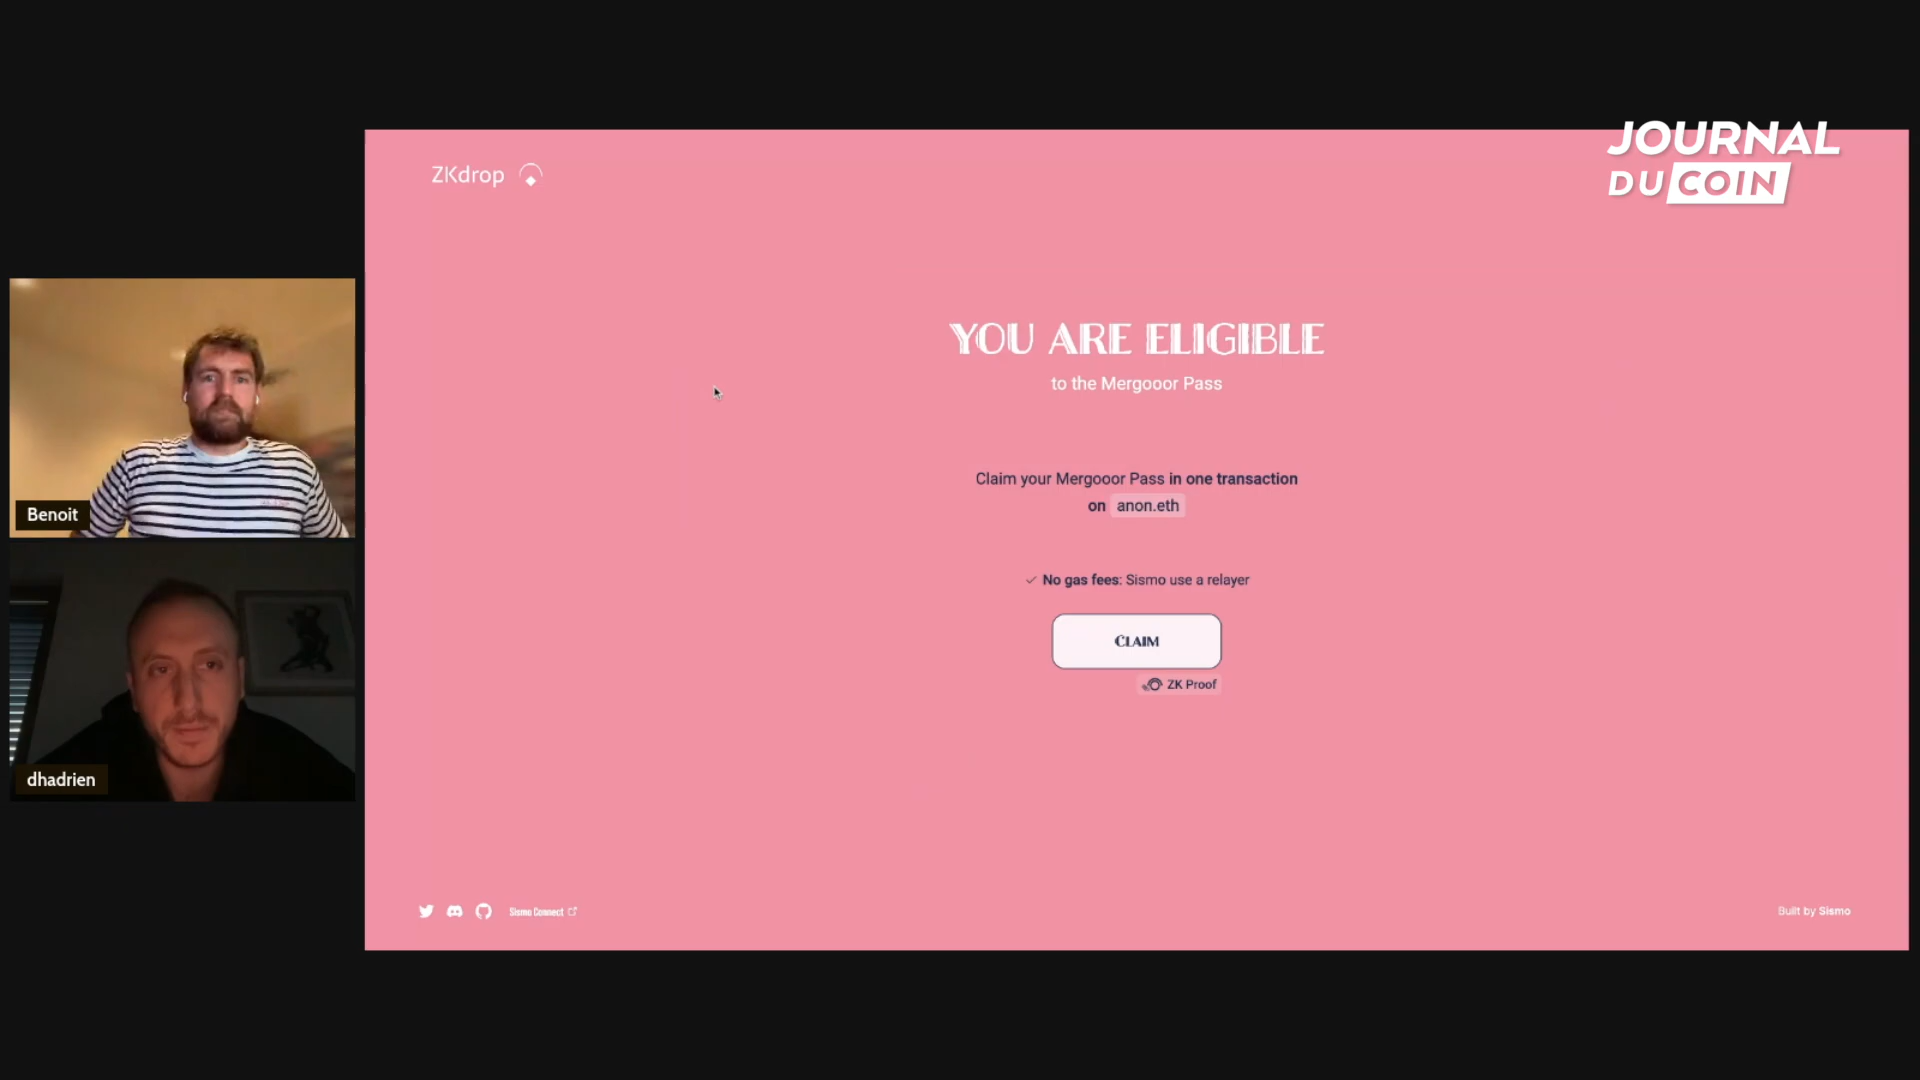 JOURNAL
DU COIN
ZKdrop
YOU ARE ELIGIBLE
to the Mergooor Pass
Claim your Mergooor Pass in one transaction
on anon.eth
No gas fees: Sismo use a relayer
CLAIM
ZK Proof
Benoit
dhadrien
Sismo Connect
Built by Sismo